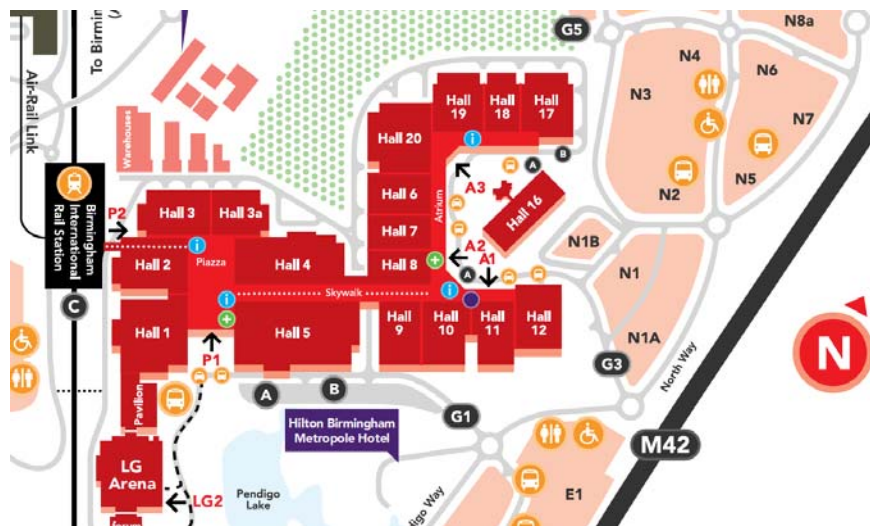 To Birmin
Air-Rail Link
G5
N8a
N4
N6
N3
N7
N2
N5
Warehouses
Hall
19
Hall
18
Hall
17
Hall 20
i
A
B
A3
Hall 6
Atrium
Hall 16
Hall 7
Hall 8
A2
A1
A
N1B
N1
N1A
Birmingham
International
Rail Station
P2
Hall 3
Hall 3a
i
Hall 2
Piazza
Hall 4
C
i
Skywalk
i
Hall 1
Hall 5
Hall
9
Hall
10
Hall
11
Hall
12
P1
G3
North Way
N
Pavilion
A
B
G1
M42
Hilton Birmingham
Metropole Hotel
LG
Arena
LG2
Pendigo
Lake
digo Way
E1